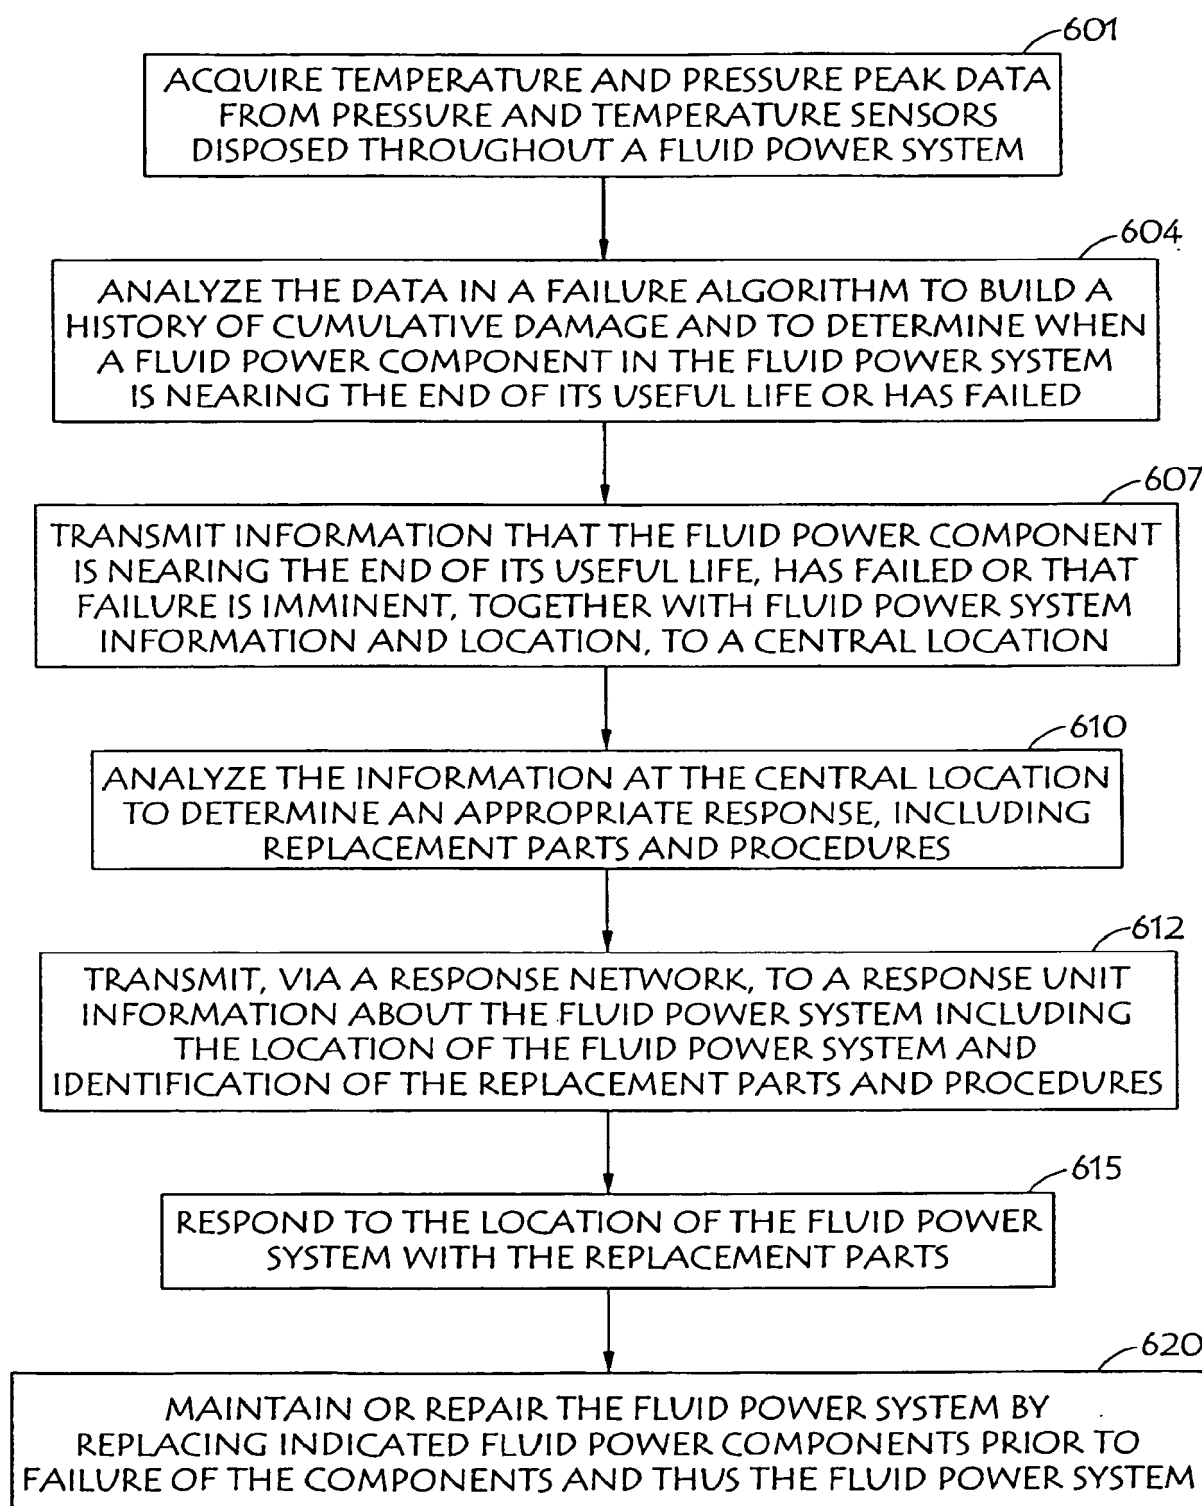 601
ACQUIRE TEMPERATURE AND PRESSURE PEAK DATA
FROM PRESSURE AND TEMPERATURE SENSORS
DISPOSED THROUGHOUT A FLUID POWER SYSTEM
604
ANALYZE THE DATA IN A FAILURE ALGORITHM TO BUILD A
HISTORY OF CUMULATIVE DAMAGE AND TO DETERMINE WHEN
A FLUID POWER COMPONENT IN THE FLUID POWER SYSTEM
IS NEARING THE END OF ITS USEFUL LIFE OR HAS FAILED
607
TRANSMIT INFORMATION THAT THE FLUID POWER COMPONENT
IS NEARING THE END OF ITS USEFUL LIFE, HAS FAILED OR THAT
FAILURE IS IMMINENT, TOGETHER WITH FLUID POWER SYSTEM
INFORMATION AND LOCATION, TO A CENTRAL LOCATION
610
ANALYZE THE INFORMATION AT THE CENTRAL LOCATION
TO DETERMINE AN APPROPRIATE RESPONSE, INCLUDING
REPLACEMENT PARTS AND PROCEDURES
612
TRANSMIT, VIA A RESPONSE NETWORK, TO A RESPONSE UNIT
INFORMATION ABOUT THE FLUID POWER SYSTEM INCLUDING
THE LOCATION OF THE FLUID POWER SYSTEM AND
IDENTIFICATION OF THE REPLACEMENT PARTS AND PROCEDURES
615
RESPOND TO THE LOCATION OF THE FLUID POWER
SYSTEM WITH THE REPLACEMENT PARTS
620
MAINTAIN OR REPAIR THE FLUID POWER SYSTEM BY
REPLACING INDICATED FLUID POWER COMPONENTS PRIOR TO
FAILURE OF THE COMPONENTS AND THUS THE FLUID POWER SYSTEM